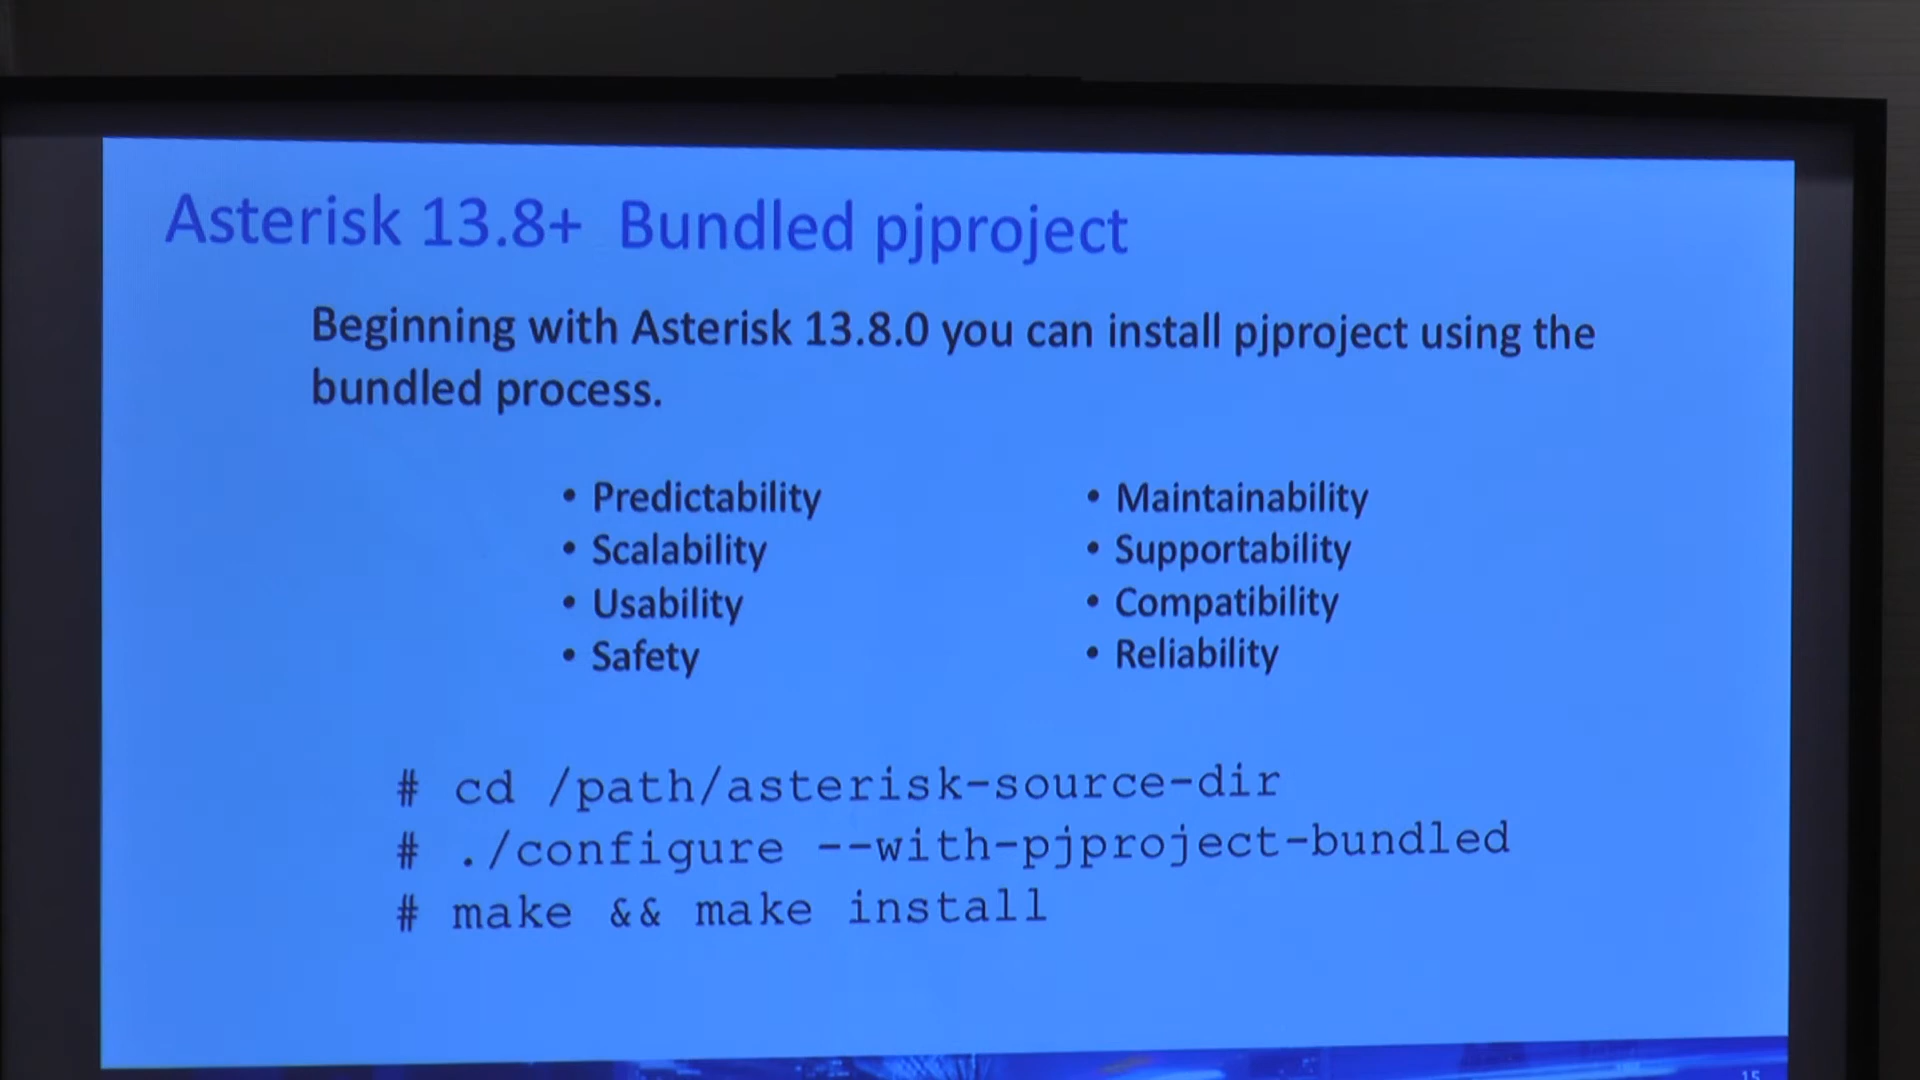 Asterisk 13.8+ Bundled pjproject
Beginning with Asterisk 13.8.0 you can install pjproject using the
bundled process.
• Predictability
• Scalability
• Usability
• Safety
• Maintainability
• Supportability
• Compatibility
• Reliability
# cd /path/asterisk-source-dir
# ./configure --with-pjproject-bundled
# make && make install
15